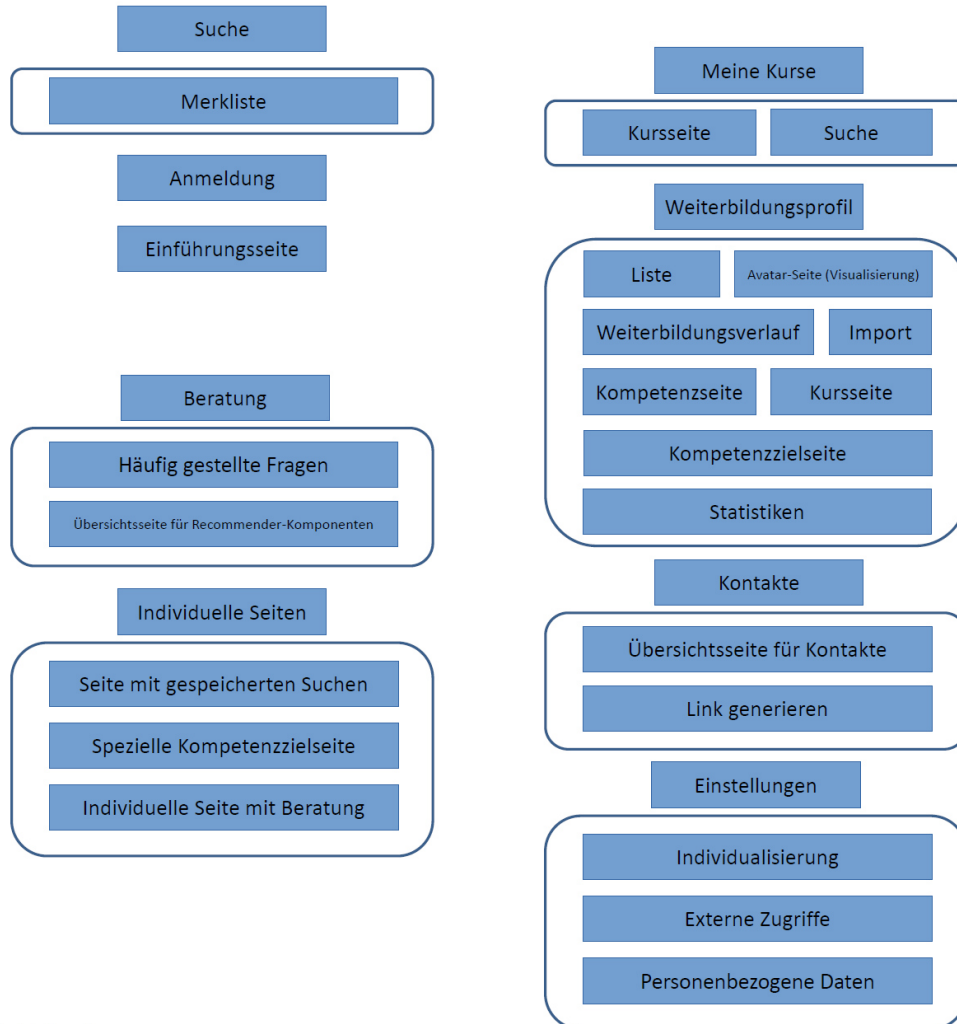 Suche
Merkliste
Anmeldung
Einführungsseite
Beratung
Häufig gestellte Fragen
Übersichtsseite für Recommender-Komponenten
Individuelle Seiten
Seite mit gespeicherten Suchen
Spezielle Kompetenzzielseite
Individuelle Seite mit Beratung
Meine Kurse
Kursseite
Suche
Weiterbildungsprofil
Liste
Avatar-Seite (Visualisierung)
Weiterbildungsverlauf
Import
Kompetenzseite
Kursseite
Kompetenzzielseite
Statistiken
Kontakte
Übersichtsseite für Kontakte
Link generieren
Einstellungen
Individualisierung
Externe Zugriffe
Personenbezogene Daten